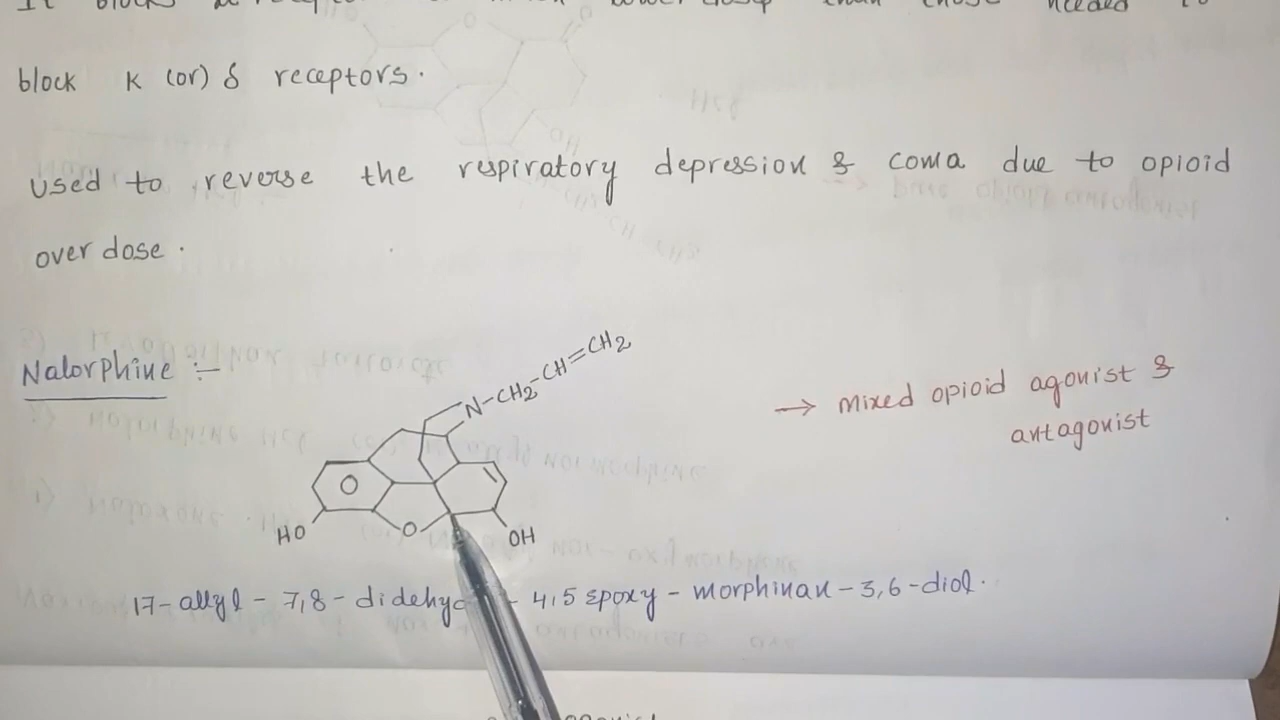 block K (or) δ receptors.
used to reverse the respiratory depression & coma due to opioid
over dose.
Nalorphine :-
N-CH2-CH=CH2
→ mixed opioid agonist &
antagonist
HO
O
OH
17-allyl - 7,8 - didehyd - 4,5 Epoxy - morphinan - 3,6 - diol.